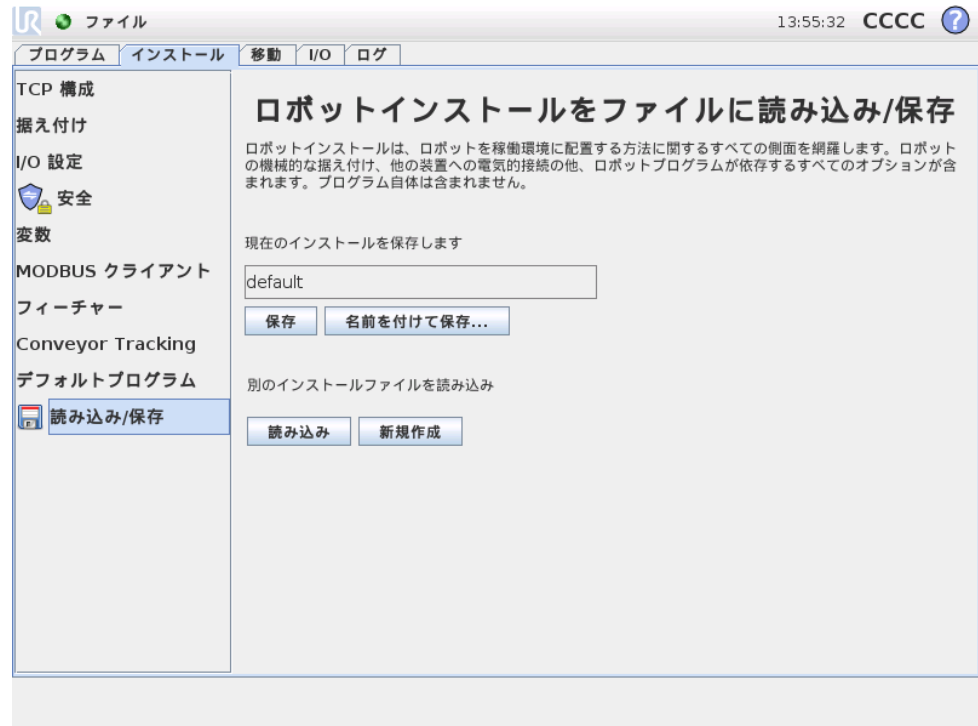 UR ファイル 13:55:32 CCCC ?
プログラム インストール 移動 I/O ログ
TCP 構成
据え付け
I/O 設定
安全
変数
MODBUS クライアント
フィーチャー
Conveyor Tracking
デフォルトプログラム
読み込み/保存
ロボットインストールをファイルに読み込み/保存
ロボットインストールは、ロボットを稼働環境に配置する方法に関するすべての側面を網羅します。ロボット
の機械的な据え付け、他の装置への電気的接続の他、ロボットプログラムが依存するすべてのオプションが含
まれます。プログラム自体は含まれません。
現在のインストールを保存します
default
保存 名前を付けて保存...
別のインストールファイルを読み込み
読み込み 新規作成